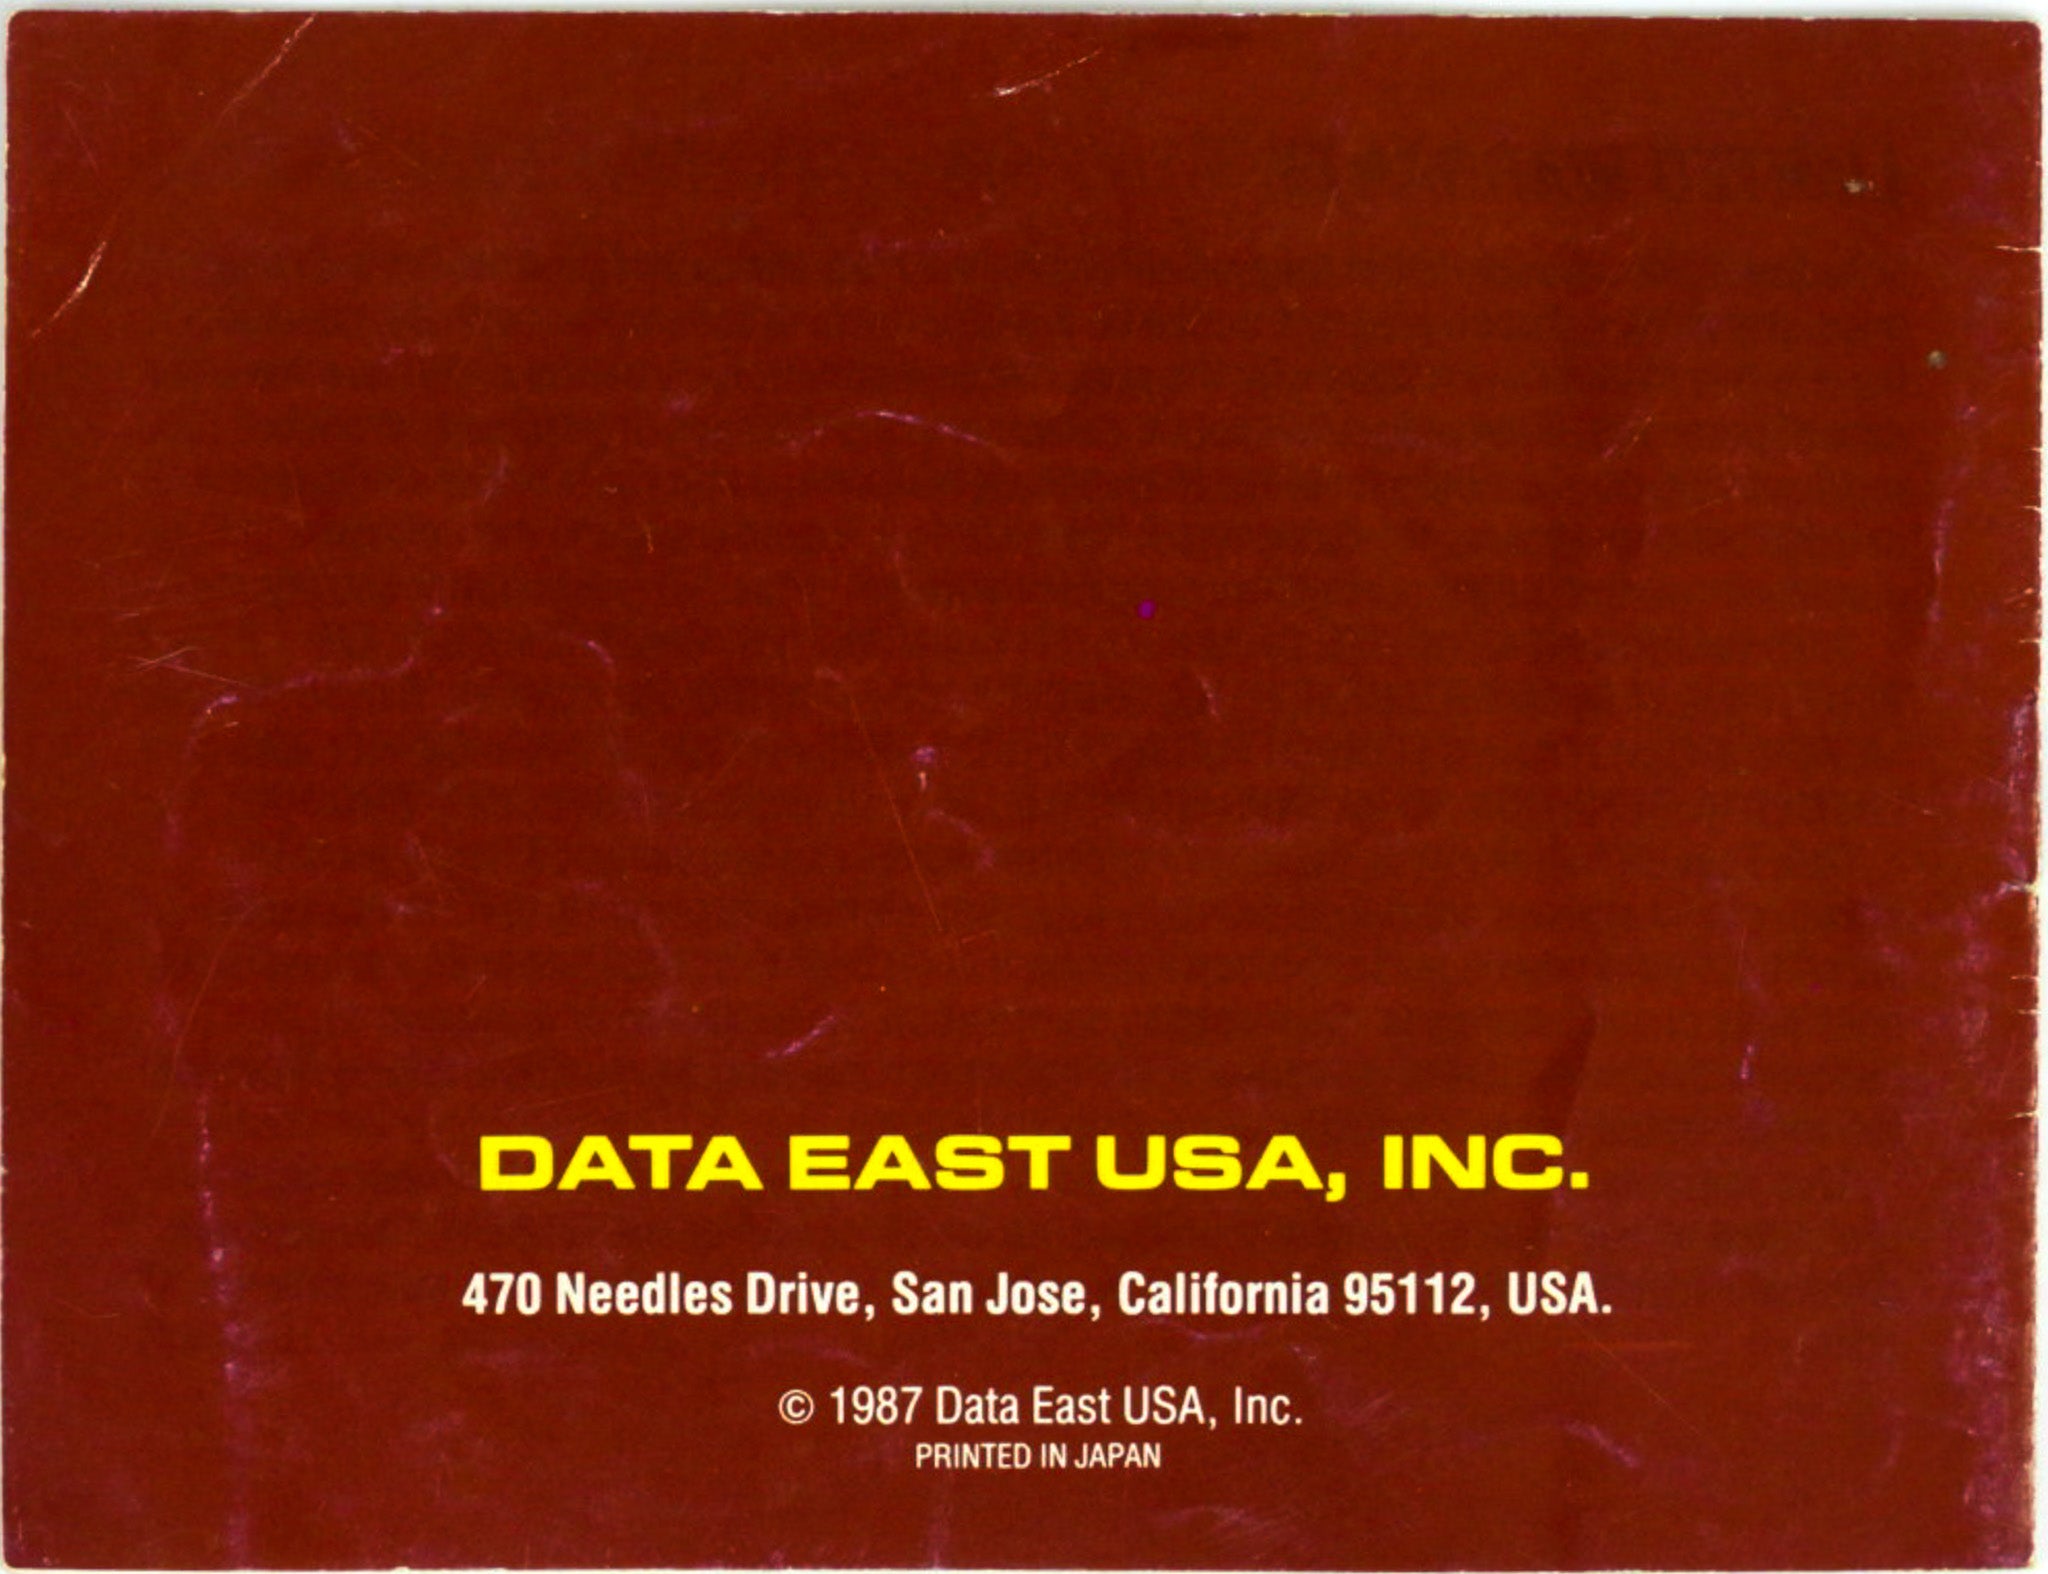 DATA EAST USA, INC.
470 Needles Drive, San Jose, California 95112, USA.
© 1987 Data East USA, Inc.
PRINTED IN JAPAN